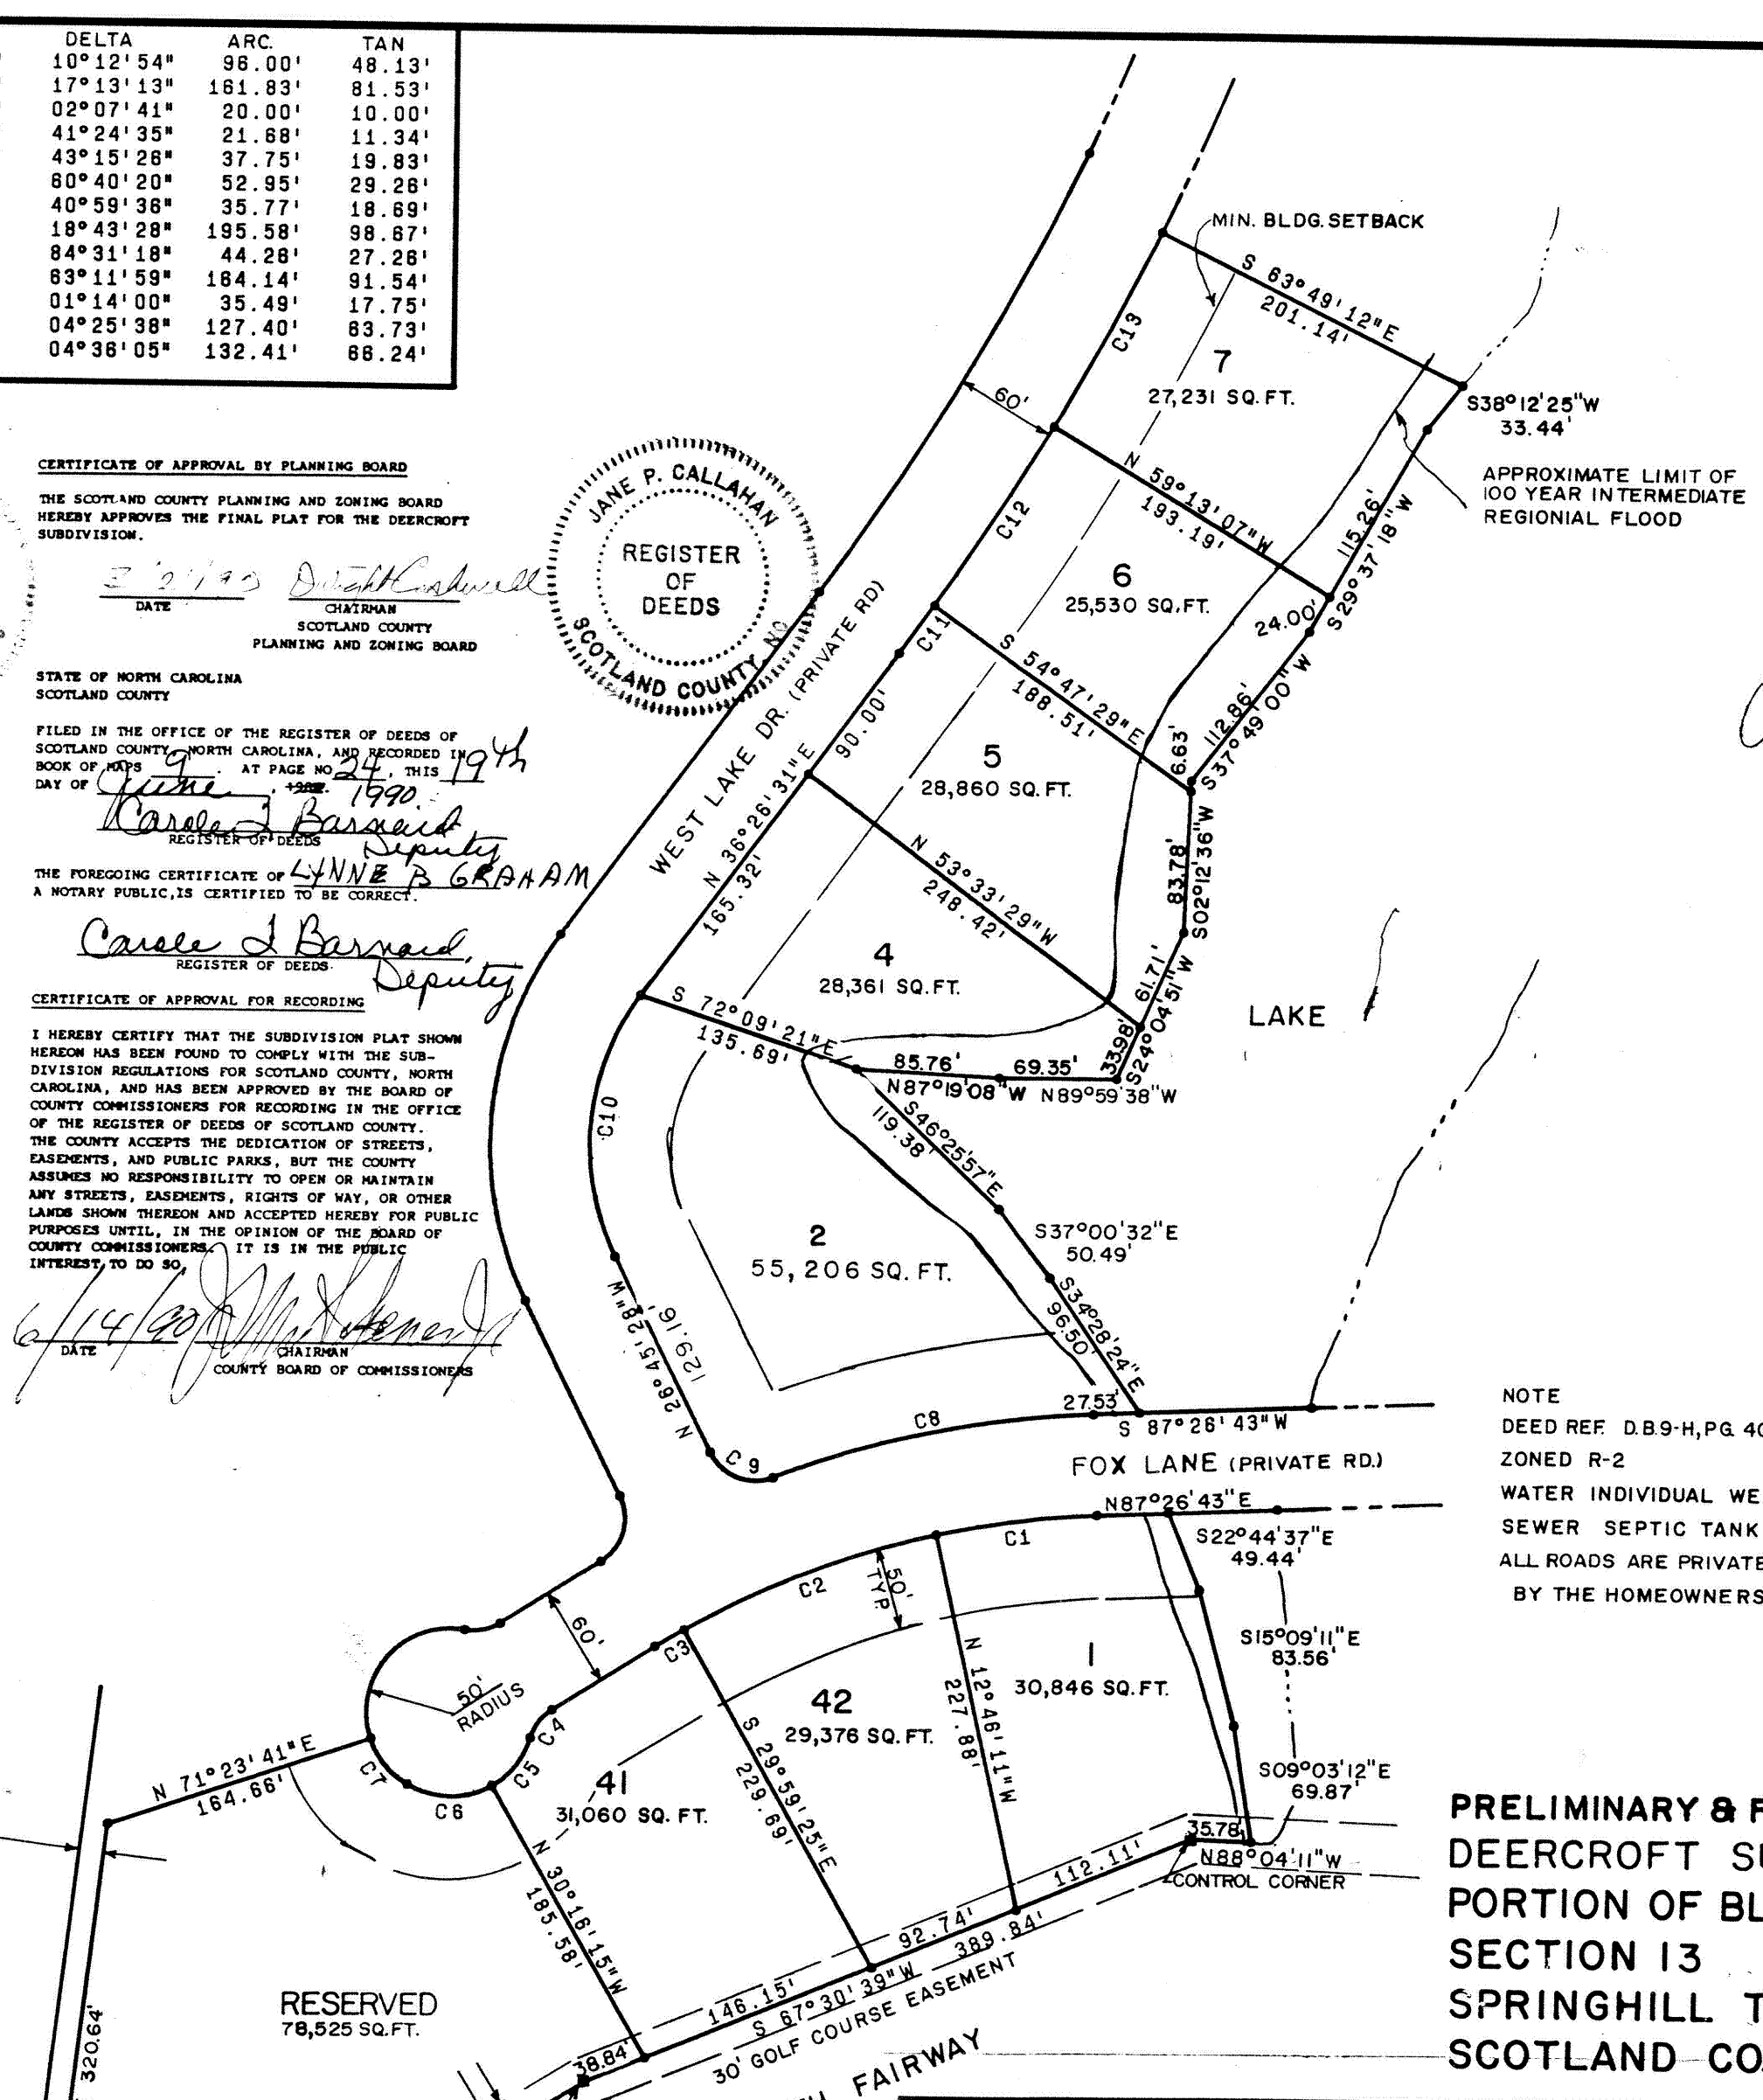 DELTA ARC. TAN
10°12'54" 96.00' 48.13'
17°13'13" 161.83' 81.53'
02°07'41" 20.00' 10.00'
41°24'35" 21.68' 11.34'
43°15'26" 37.75' 19.83'
60°40'20" 52.95' 29.26'
40°59'36" 35.77' 18.69'
18°43'28" 195.58' 98.67'
84°31'18" 44.26' 27.26'
63°11'59" 164.14' 91.54'
01°14'00" 35.49' 17.75'
04°25'38" 127.40' 63.73'
04°36'05" 132.41' 66.24'
CERTIFICATE OF APPROVAL BY PLANNING BOARD
THE SCOTLAND COUNTY PLANNING AND ZONING BOARD
HEREBY APPROVES THE FINAL PLAT FOR THE DEERCROFT
SUBDIVISION.
DATE
CHAIRMAN
SCOTLAND COUNTY
PLANNING AND ZONING BOARD
STATE OF NORTH CAROLINA
SCOTLAND COUNTY
FILED IN THE OFFICE OF THE REGISTER OF DEEDS OF
SCOTLAND COUNTY, NORTH CAROLINA, AND RECORDED IN
BOOK OF MAPS 9 AT PAGE NO 24, THIS 19th
DAY OF June, 1990.
Carole J Barnard
REGISTER OF DEEDS
Deputy
THE FOREGOING CERTIFICATE OF LYNNE B GRAHAM
A NOTARY PUBLIC, IS CERTIFIED TO BE CORRECT.
Carole J Barnard,
REGISTER OF DEEDS
Deputy
CERTIFICATE OF APPROVAL FOR RECORDING
I HEREBY CERTIFY THAT THE SUBDIVISION PLAT SHOWN
HEREON HAS BEEN FOUND TO COMPLY WITH THE SUB-
DIVISION REGULATIONS FOR SCOTLAND COUNTY, NORTH
CAROLINA, AND HAS BEEN APPROVED BY THE BOARD OF
COUNTY COMMISSIONERS FOR RECORDING IN THE OFFICE
OF THE REGISTER OF DEEDS OF SCOTLAND COUNTY.
THE COUNTY ACCEPTS THE DEDICATION OF STREETS,
EASEMENTS, AND PUBLIC PARKS, BUT THE COUNTY
ASSUMES NO RESPONSIBILITY TO OPEN OR MAINTAIN
ANY STREETS, EASEMENTS, RIGHTS OF WAY, OR OTHER
LANDS SHOWN THEREON AND ACCEPTED HEREBY FOR PUBLIC
PURPOSES UNTIL, IN THE OPINION OF THE BOARD OF
COUNTY COMMISSIONERS, IT IS IN THE PUBLIC
INTEREST TO DO SO.
6/14/90
DATE
CHAIRMAN
COUNTY BOARD OF COMMISSIONERS
JANE P. CALLAHAN
REGISTER
OF
DEEDS
SCOTLAND COUNTY, NC
MIN. BLDG. SETBACK
S 63°49'12"E
201.14'
C13
7
27,231 SQ. FT.
S38°12'25"W
33.44'
60'
N 59°13'07"W
193.19'
APPROXIMATE LIMIT OF
100 YEAR INTERMEDIATE
REGIONIAL FLOOD
115.26'
S29°37'18"W
C12
6
25,530 SQ. FT.
24.00'
C11
S 54°47'29"E
188.51'
112.86'
S37°49'00"W
6.63'
WEST LAKE DR. (PRIVATE RD)
90.00'
5
28,860 SQ. FT.
N 36°26'31"E
165.32'
N 53°33'29"W
248.42'
83.78'
S02°12'36"W
4
28,361 SQ. FT.
61.71'
S24°04'51"W
33.98'
LAKE
S 72°09'21"E
135.69'
85.76'
69.35'
N87°19'08"W
N89°59'38"W
C10
S46°25'57"E
119.38'
2
55,206 SQ. FT.
S37°00'32"E
50.49'
N 26°45'28"W
129.16'
S34°28'24"E
96.50'
27.53'
C8
S 87°26'43"W
C9
FOX LANE (PRIVATE RD.)
NOTE
DEED REF. D.B.9-H, PG. 40
ZONED R-2
WATER INDIVIDUAL WE
SEWER SEPTIC TANK
ALL ROADS ARE PRIVATE
BY THE HOMEOWNERS
N87°26'43"E
C1
S22°44'37"E
49.44'
C2
50'
TYP.
60'
C3
S15°09'11"E
83.56'
1
30,846 SQ. FT.
N 12°46'11"W
227.88'
42
29,376 SQ. FT.
50'
RADIUS
C4
S 29°59'25"E
229.69'
N 71°23'41"E
164.66'
C7
C5
C6
41
31,060 SQ. FT.
S09°03'12"E
69.87'
35.78'
N88°04'11"W
CONTROL CORNER
112.11'
92.74'
389.84'
N 30°16'15"W
185.58'
146.15'
S 67°30'39"W
30' GOLF COURSE EASEMENT
38.84'
FAIRWAY
RESERVED
78,525 SQ. FT.
320.64'
PRELIMINARY & F
DEERCROFT SU
PORTION OF BL
SECTION 13
SPRINGHILL T
SCOTLAND CO